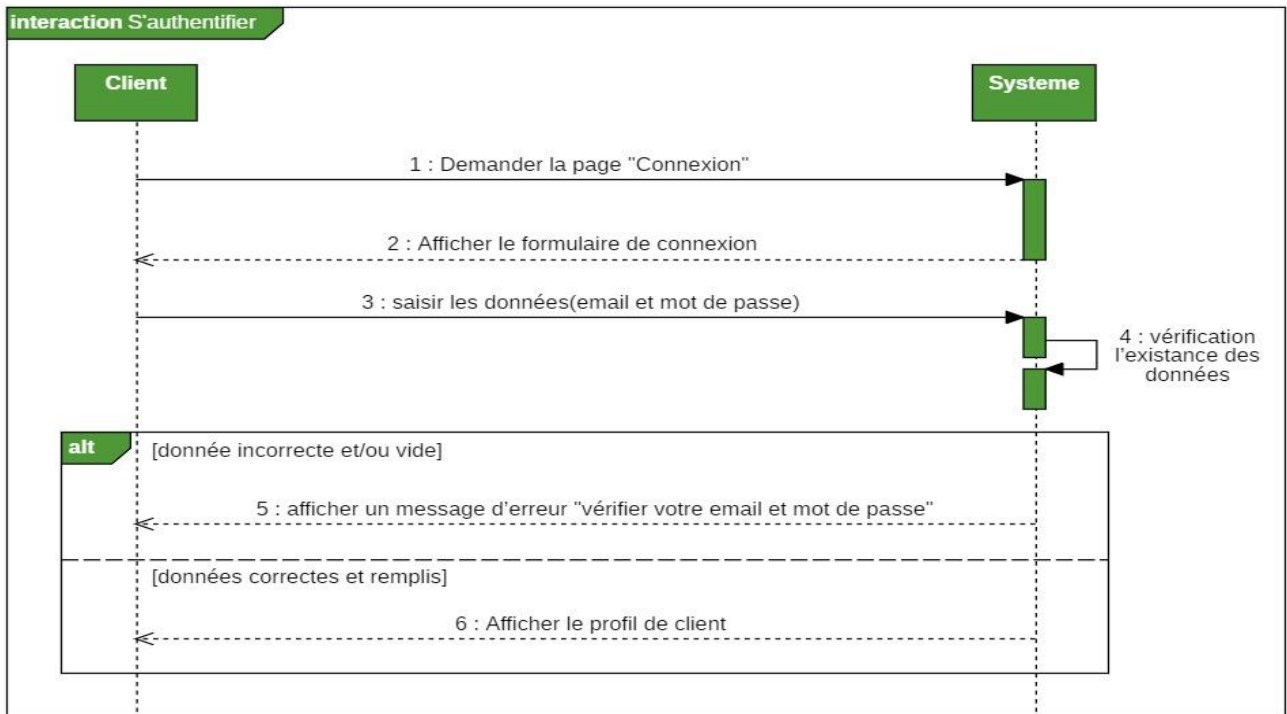 interaction S'authentifier
Client
Systeme
1 : Demander la page "Connexion"
2 : Afficher le formulaire de connexion
3 : saisir les données(email et mot de passe)
4 : vérification
l'existance des
données
alt
[donnée incorrecte et/ou vide]
5 : afficher un message d'erreur "vérifier votre email et mot de passe"
[données correctes et remplis]
6 : Afficher le profil de client